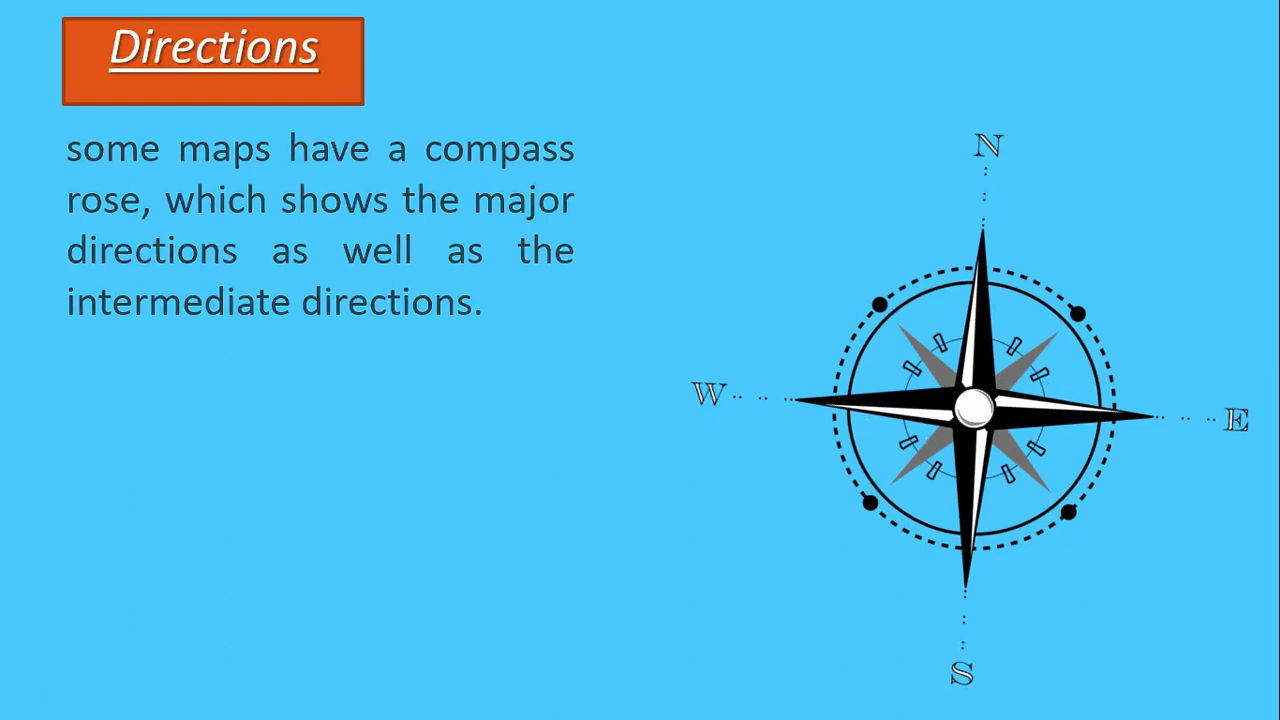 Directions
some maps have a compass
rose, which shows the major
directions as well as the
intermediate directions.
N
W
E
S